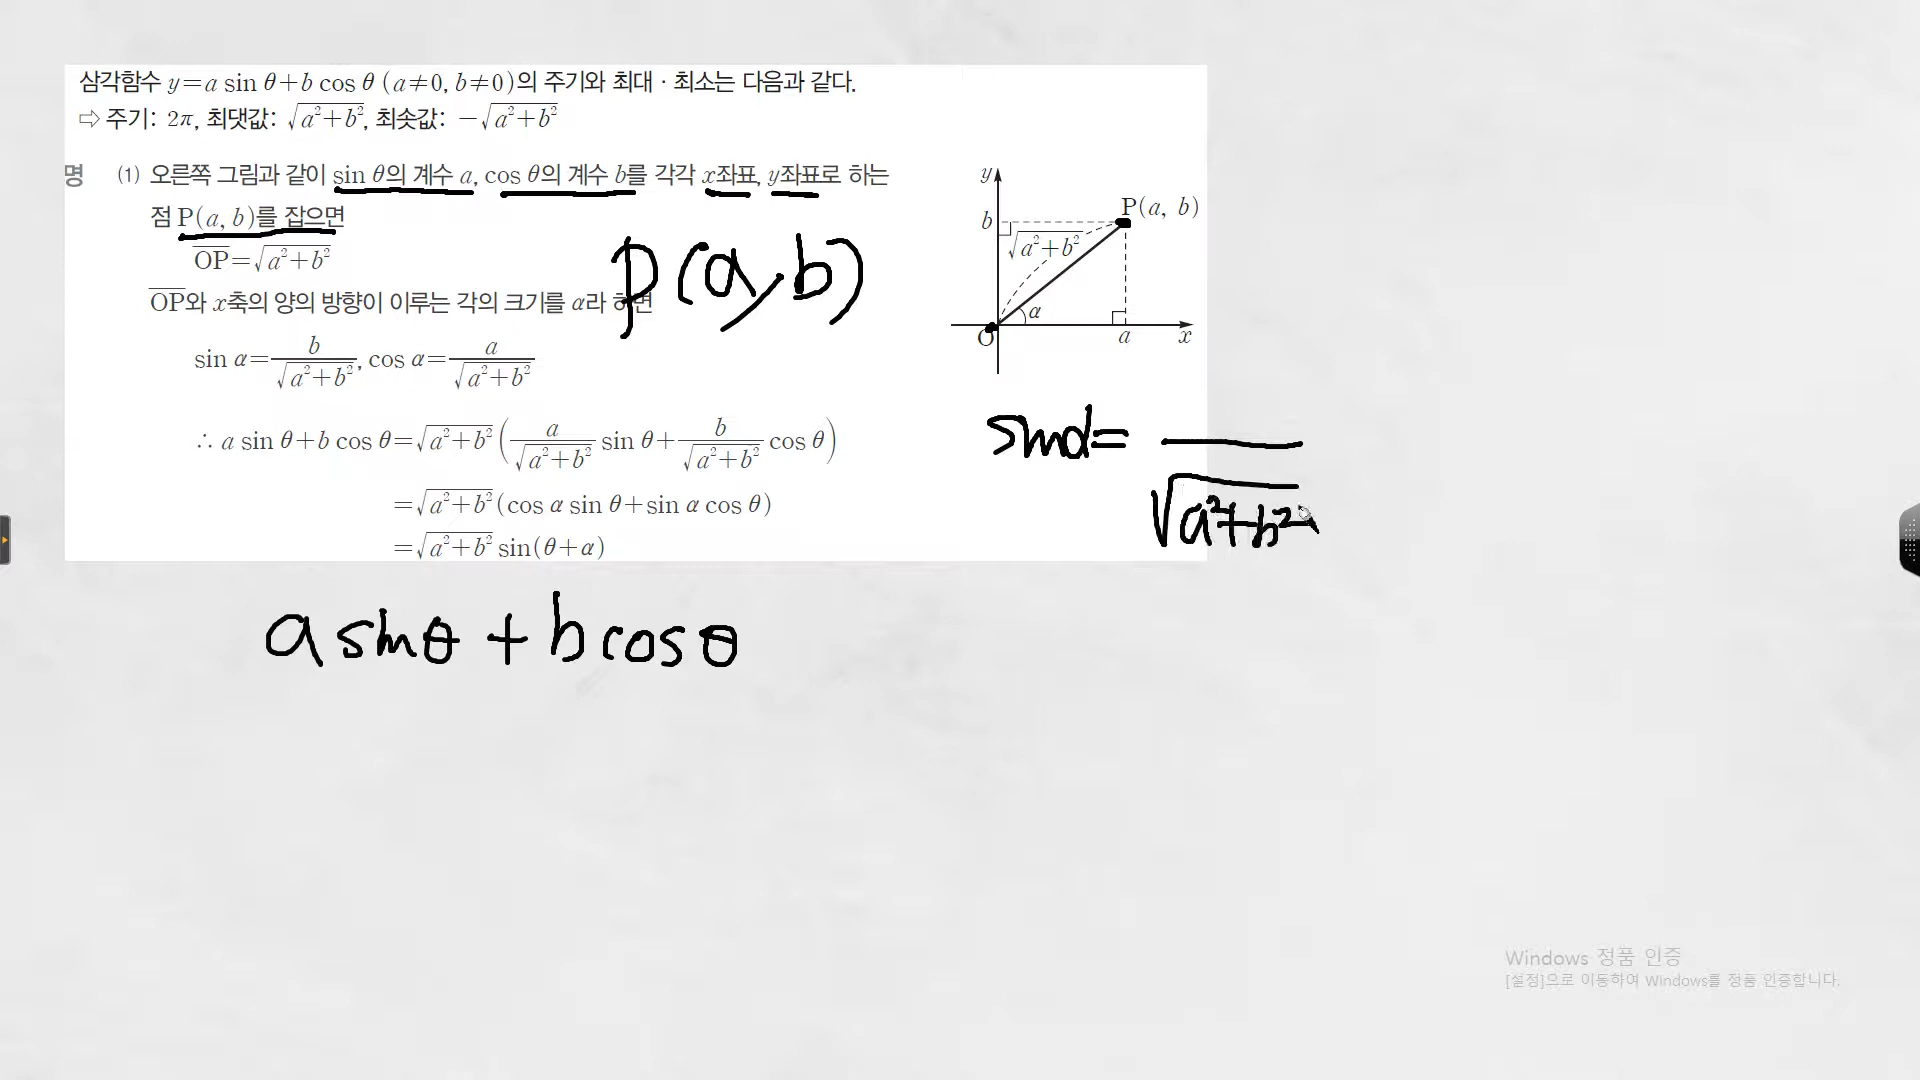 삼각함수 y=a sin θ+b cos θ (a≠0, b≠0)의 주기와 최대·최소는 다음과 같다.
⇨ 주기: 2π, 최댓값: √(a²+b²), 최솟값: −√(a²+b²)
명 (1) 오른쪽 그림과 같이 sin θ의 계수 a, cos θ의 계수 b를 각각 x좌표, y좌표로 하는
점 P(a, b)를 잡으면
OP=√(a²+b²)
OP와 x축의 양의 방향이 이루는 각의 크기를 α라 하면
P(a,b)
sin α=b/√(a²+b²), cos α=a/√(a²+b²)
∴ a sin θ+b cos θ=√(a²+b²)(a/√(a²+b²) sin θ+b/√(a²+b²) cos θ)
=√(a²+b²)(cos α sin θ+sin α cos θ)
=√(a²+b²) sin(θ+α)
y
P(a, b)
b
√(a²+b²)
α
O
a
x
sinα=
√(a²+b²)
a sinθ + b cosθ
Windows 정품 인증
[설정]으로 이동하여 Windows를 정품 인증합니다.